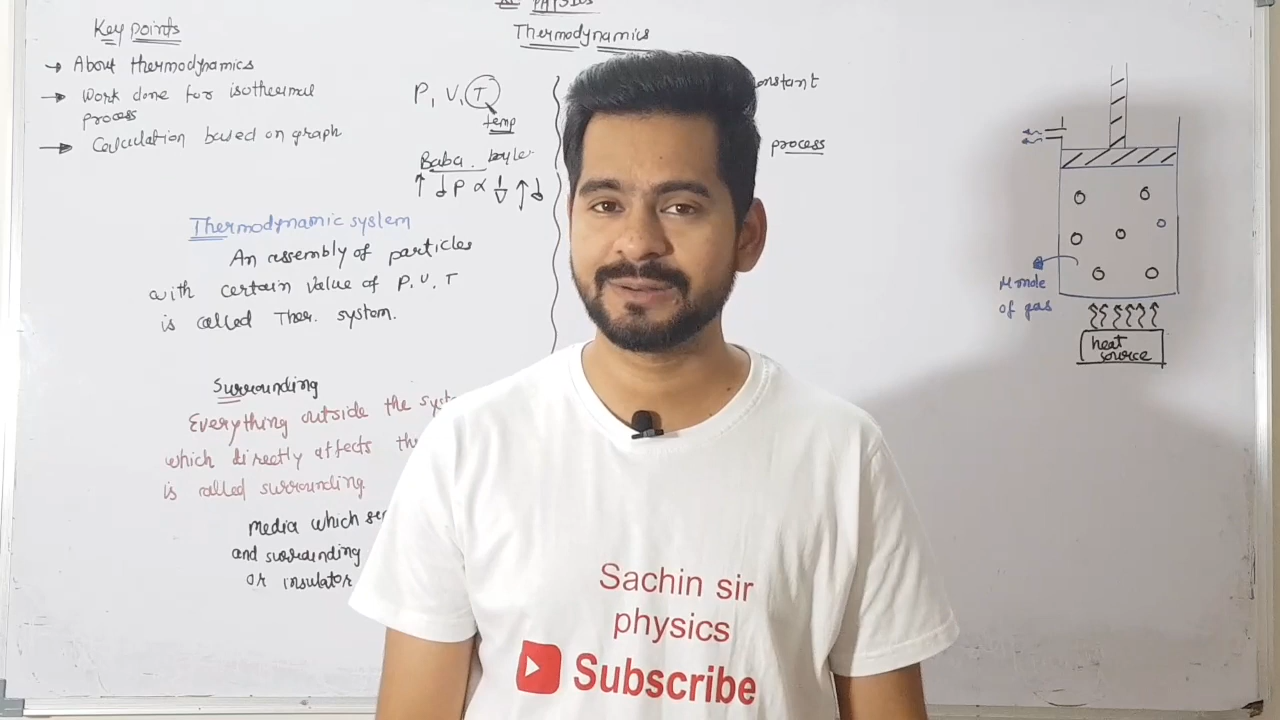 PHYSICS
Thermodynamics
Key points
→ About thermodynamics
→ Work done for isothermal
process
→ Calculation based on graph
P, V, T
temp
Baba. boyle
↑ ↓ P ∝ 1/V ↑ ↓
onstant
process
Thermodynamic system
An assembly of particles
with certain value of P, V, T
is called Ther. system.
Surrounding
Everything outside the syst
which directly affects the
is called surrounding
media which se
and surrounding
or insulator
mole
of gas
heat
source
Sachin sir
physics
Subscribe